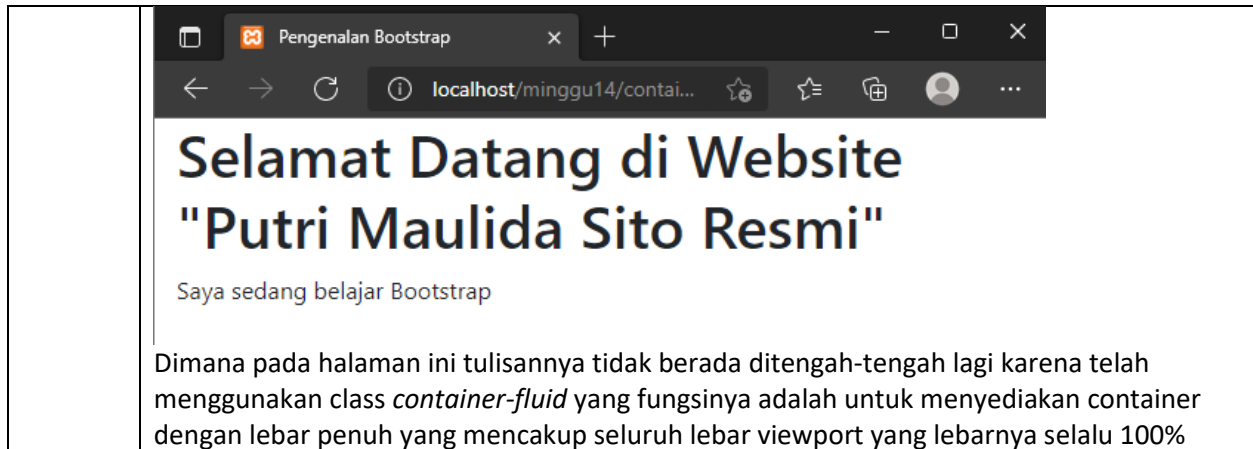 Pengenalan Bootstrap
localhost/minggu14/contai...
Selamat Datang di Website
"Putri Maulida Sito Resmi"
Saya sedang belajar Bootstrap
Dimana pada halaman ini tulisannya tidak berada ditengah-tengah lagi karena telah
menggunakan class container-fluid yang fungsinya adalah untuk menyediakan container
dengan lebar penuh yang mencakup seluruh lebar viewport yang lebarnya selalu 100%